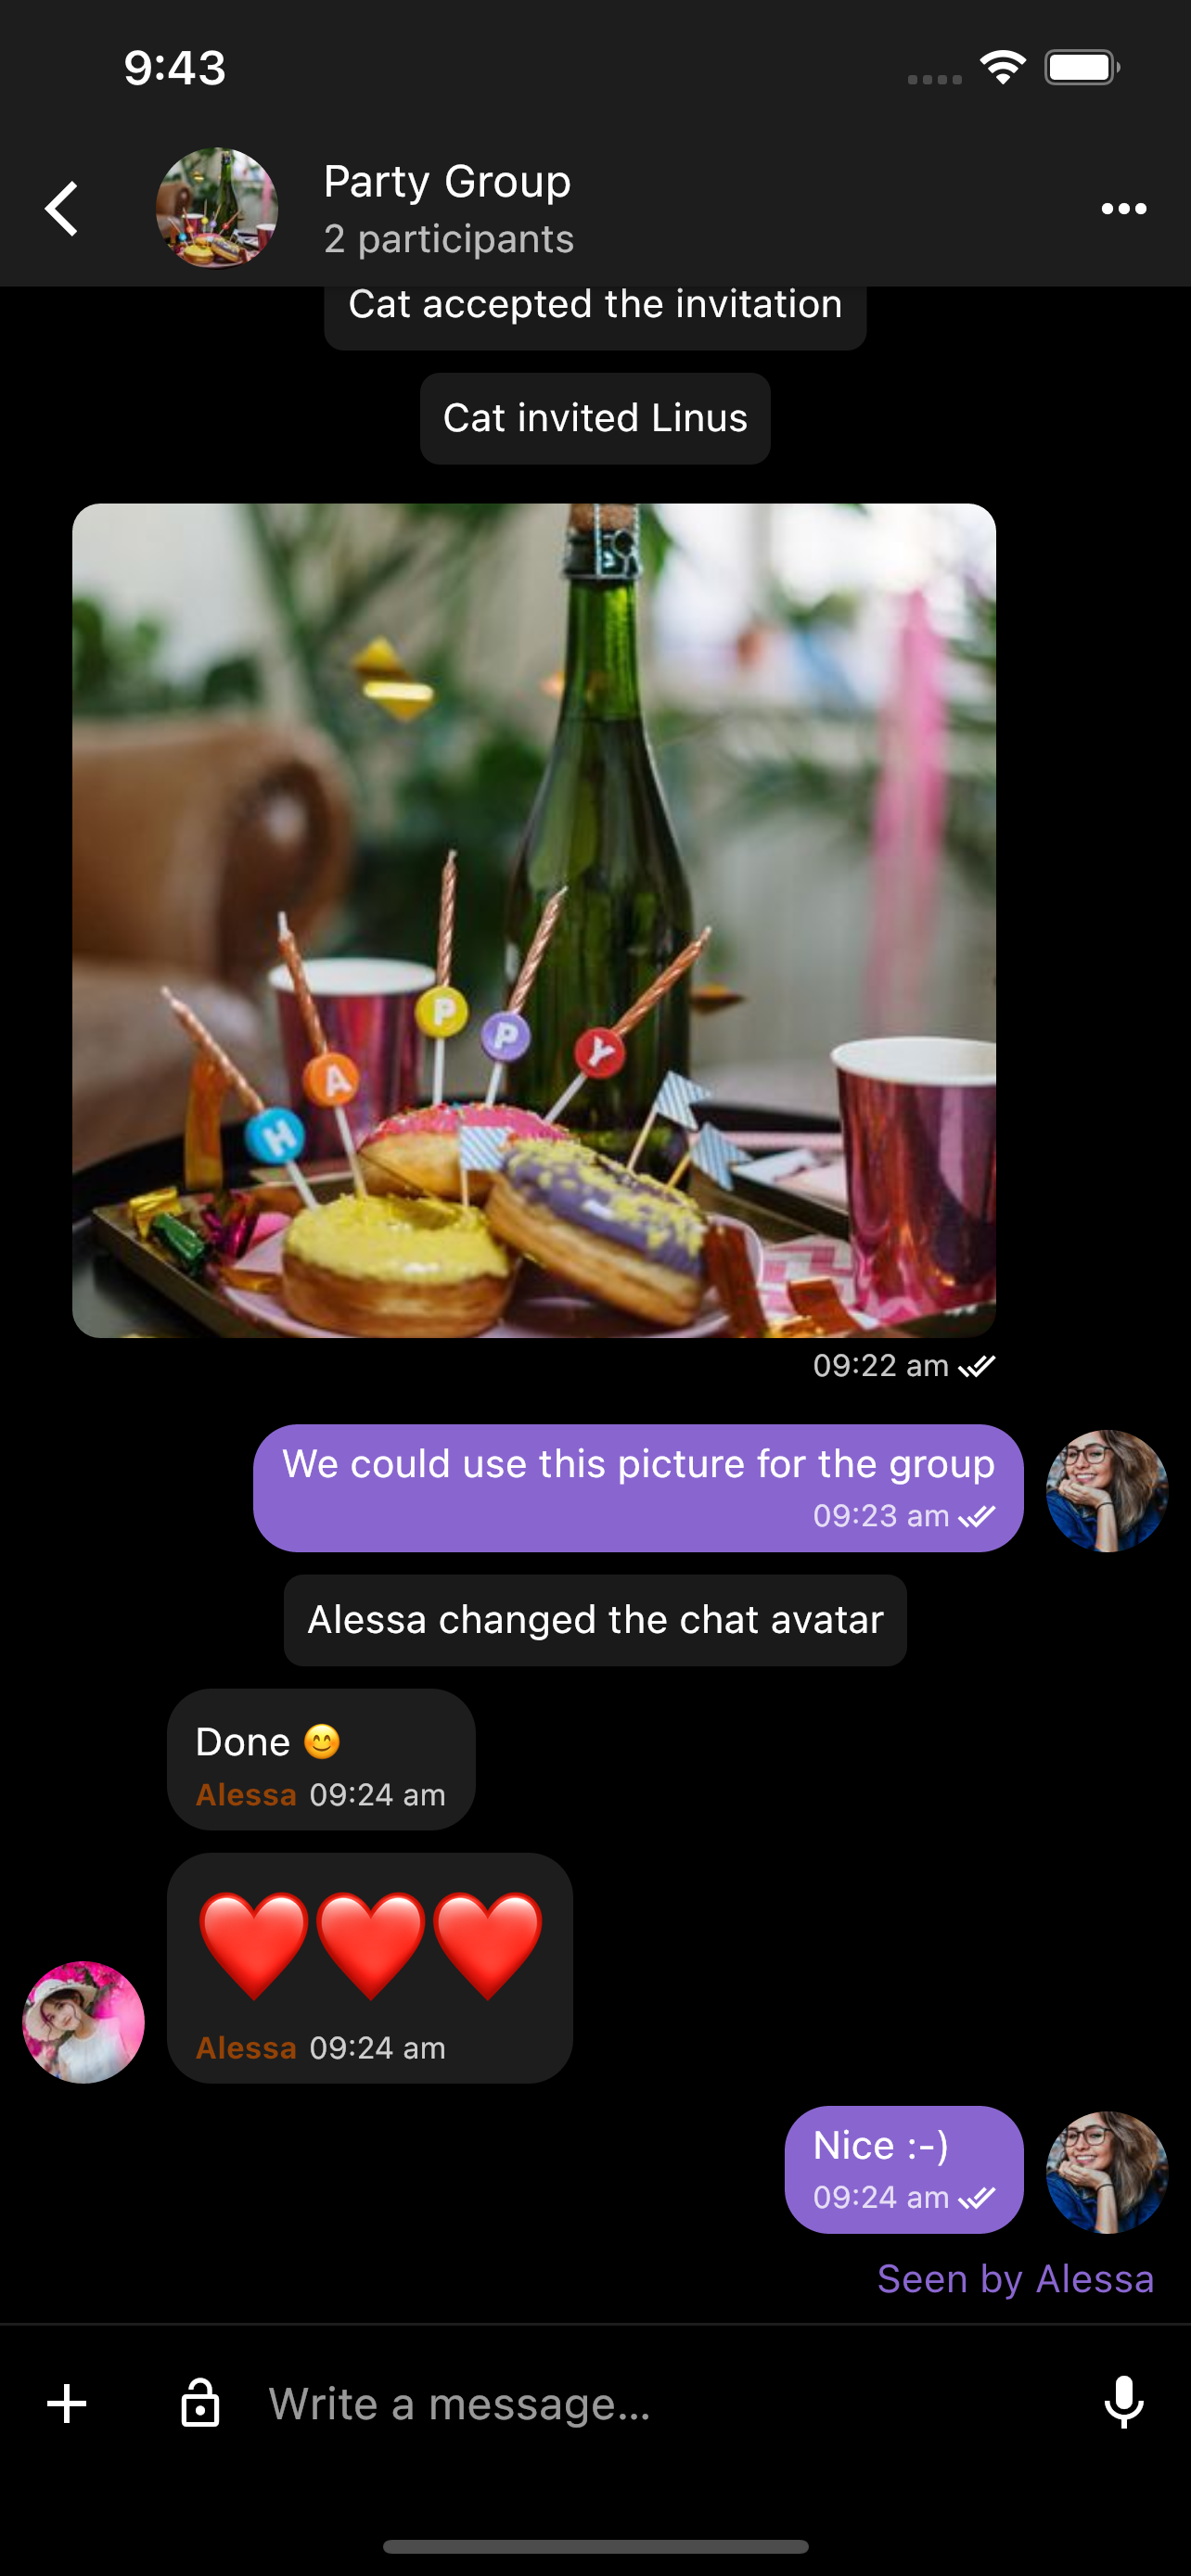 9:43
Party Group
2 participants
Cat accepted the invitation
Cat invited Linus
H A P P Y
09:22 am
We could use this picture for the group
09:23 am
Alessa changed the chat avatar
Done 😊
Alessa 09:24 am
❤️❤️❤️
Alessa 09:24 am
Nice :-)
09:24 am
Seen by Alessa
Write a message...